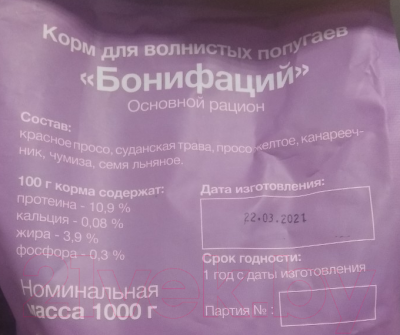 Корм для волнистых попугаев
«Бонифаций»
Основной рацион
Состав:
красное просо, суданская трава, просо желтое, канарееч-
ник, чумиза, семя льняное.
100 г корма содержат:
протеина - 10,9 %
кальция - 0,08 %
жира - 3,9 %
фосфора - 0,3 %
Дата изготовления:
22.03.2021
Срок годности:
1 год с даты изготовления
Номинальная
масса 1000 г
Партия № :